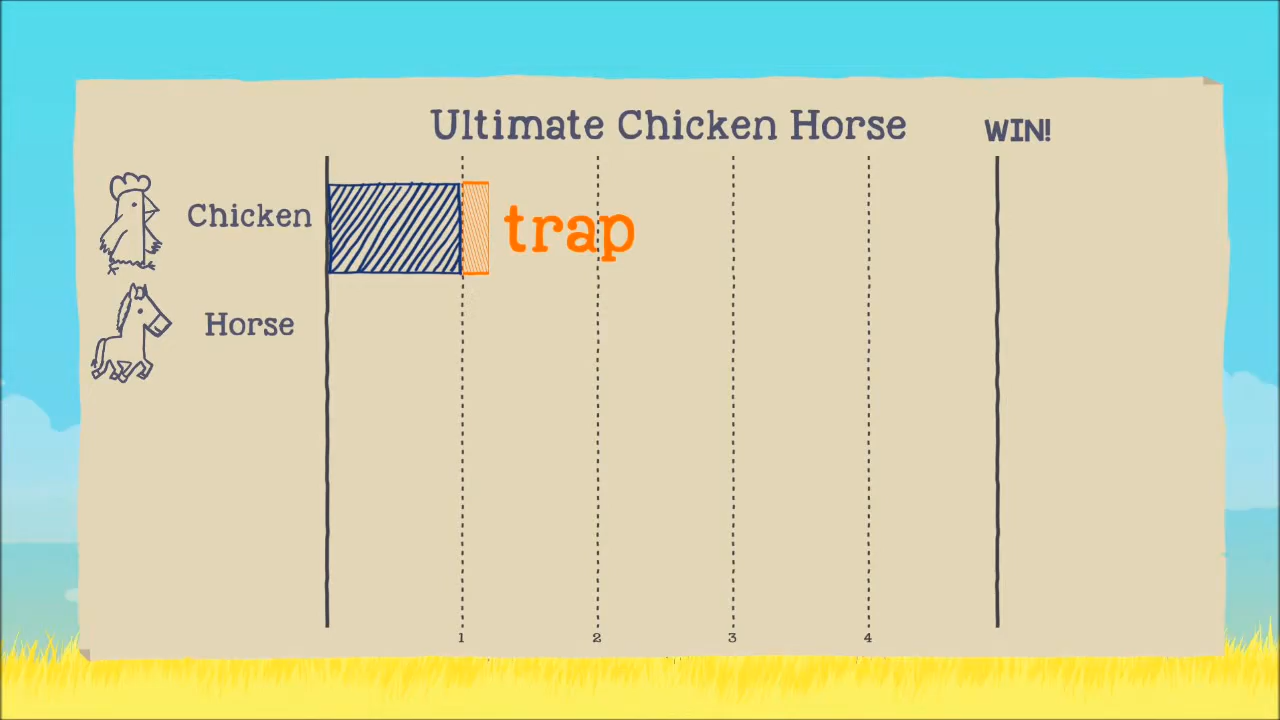 Ultimate Chicken Horse
WIN!
Chicken
trap
Horse
1 2 3 4